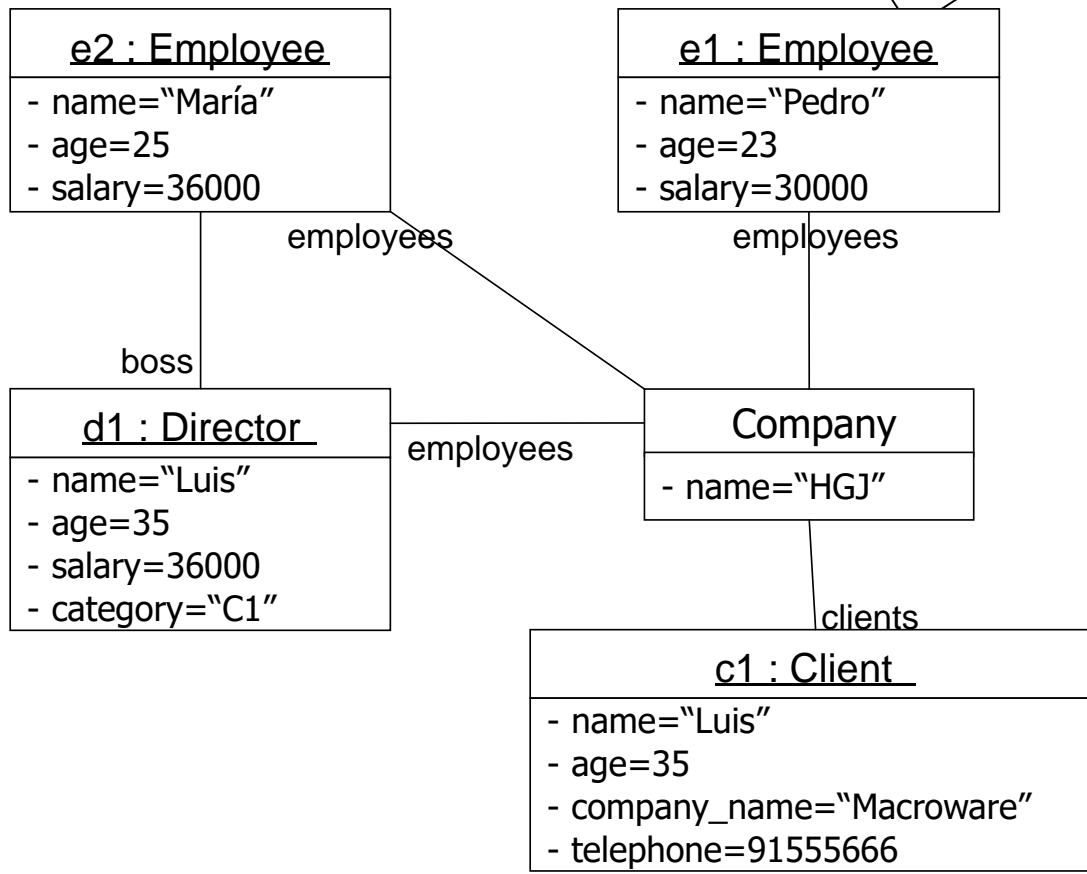 e2 : Employee
- name=“María”
- age=25
- salary=36000
e1 : Employee
- name=“Pedro”
- age=23
- salary=30000
employees
employees
boss
d1 : Director
- name=“Luis”
- age=35
- salary=36000
- category=“C1”
employees
Company
- name=“HGJ”
clients
c1 : Client
- name=“Luis”
- age=35
- company_name=“Macroware”
- telephone=91555666